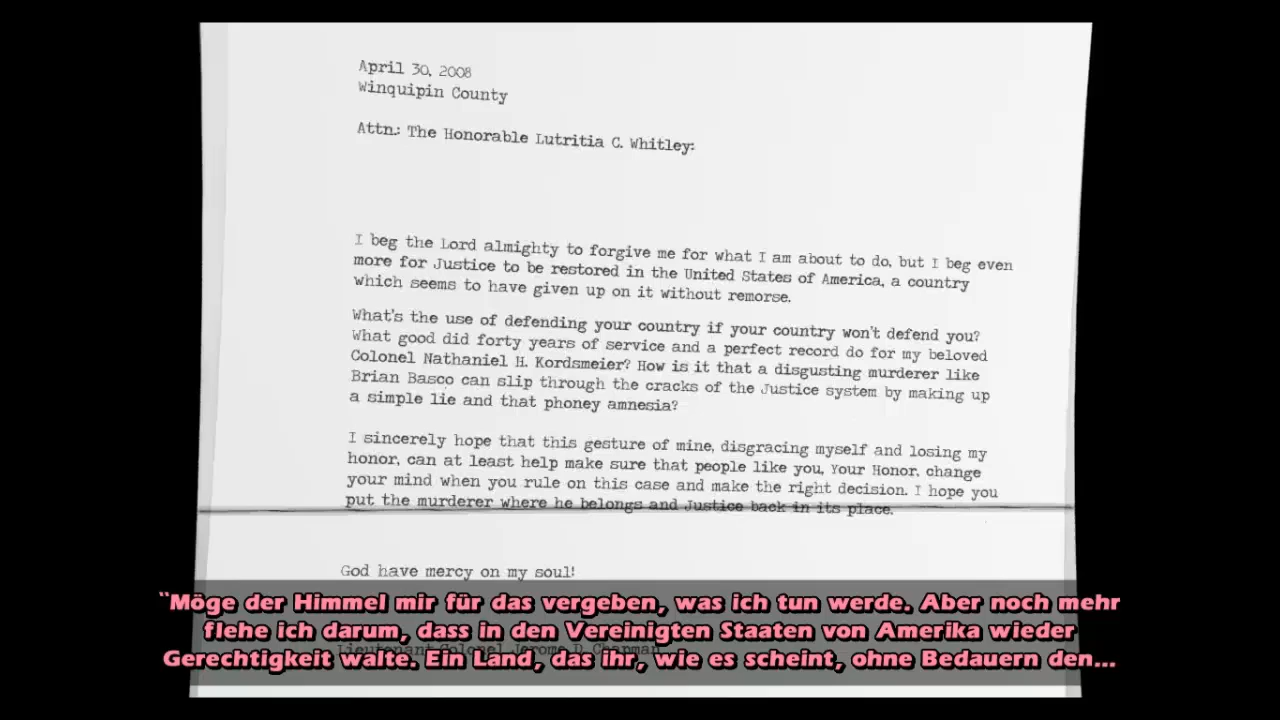 April 30, 2008
Winquipin County
Attn.: The Honorable Lutritia C. Whitley:
I beg the Lord almighty to forgive me for what I am about to do, but I beg even
more for Justice to be restored in the United States of America, a country
which seems to have given up on it without remorse.
What's the use of defending your country if your country won't defend you?
What good did forty years of service and a perfect record do for my beloved
Colonel Nathaniel H. Kordsmeier? How is it that a disgusting murderer like
Brian Basco can slip through the cracks of the Justice system by making up
a simple lie and that phoney amnesia?
I sincerely hope that this gesture of mine, disgracing myself and losing my
honor, can at least help make sure that people like you, Your Honor, change
your mind when you rule on this case and make the right decision. I hope you
put the murderer where he belongs and Justice back in its place.
God have mercy on my soul!
Lieutenant Colonel Jerome D. Chapman
“Möge der Himmel mir für das vergeben, was ich tun werde. Aber noch mehr
flehe ich darum, dass in den Vereinigten Staaten von Amerika wieder
Gerechtigkeit walte. Ein Land, das ihr, wie es scheint, ohne Bedauern den...